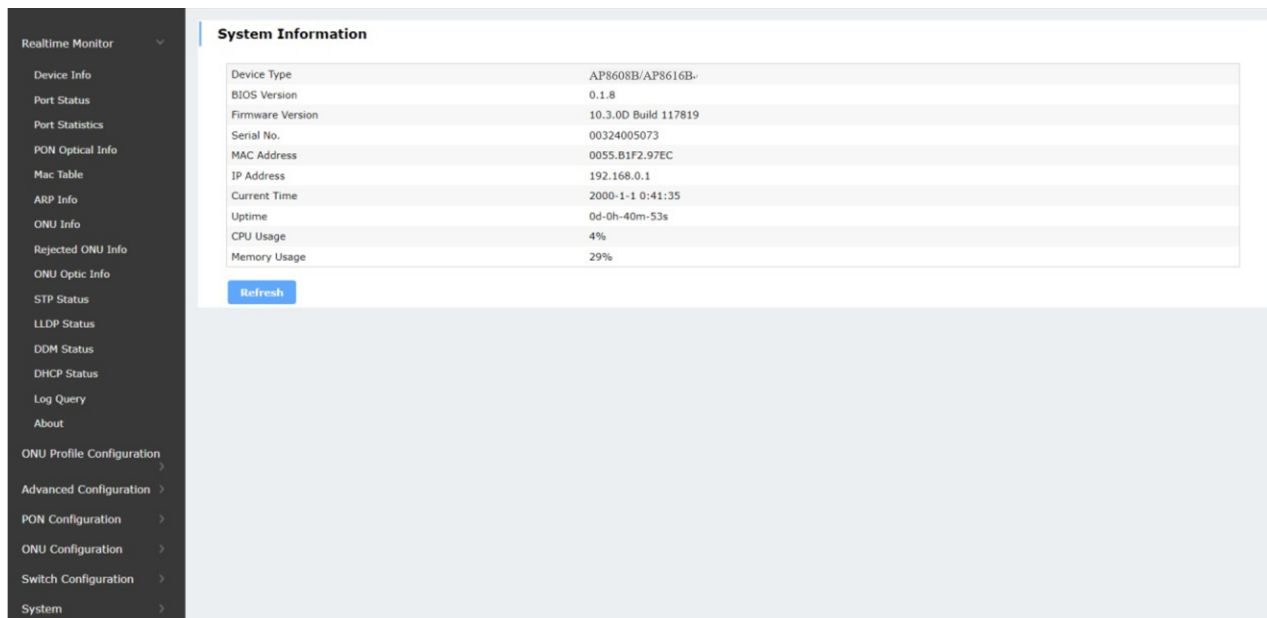 Realtime Monitor
Device Info
Port Status
Port Statistics
PON Optical Info
Mac Table
ARP Info
ONU Info
Rejected ONU Info
ONU Optic Info
STP Status
LLDP Status
DDM Status
DHCP Status
Log Query
About
ONU Profile Configuration
Advanced Configuration
PON Configuration
ONU Configuration
Switch Configuration
System
System Information
Device Type AP8608B/AP8616B
BIOS Version 0.1.8
Firmware Version 10.3.0D Build 117819
Serial No. 00324005073
MAC Address 0055.B1F2.97EC
IP Address 192.168.0.1
Current Time 2000-1-1 0:41:35
Uptime 0d-0h-40m-53s
CPU Usage 4%
Memory Usage 29%
Refresh